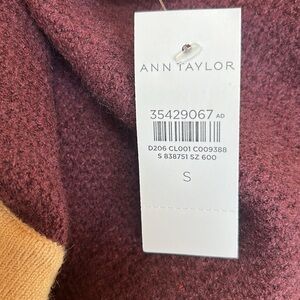 ANN TAYLOR
35429067 AD
D206 CL001 C009388
S 838751 SZ 600
S